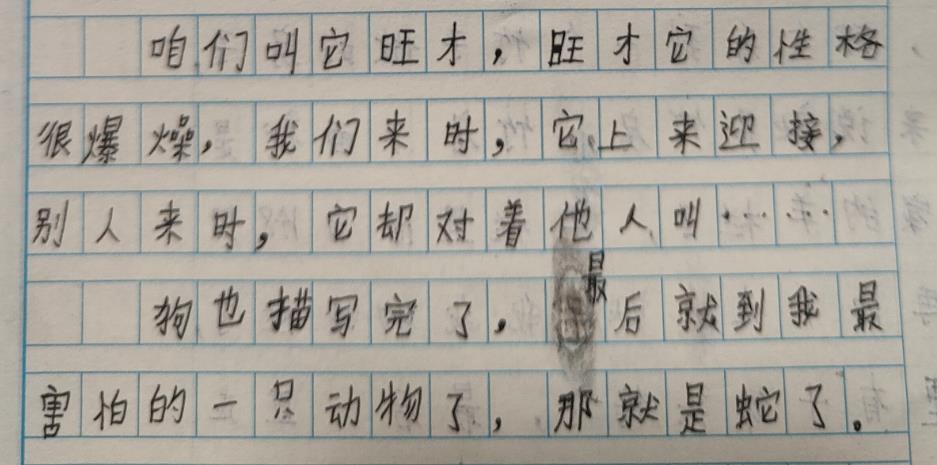 咱们叫它旺才，旺才它的性格
很爆燥，我们来时，它上来迎接，
别人来时，它却对着他人叫……
狗也描写完了，最后就到我最
害怕的一只动物了，那就是蛇了。